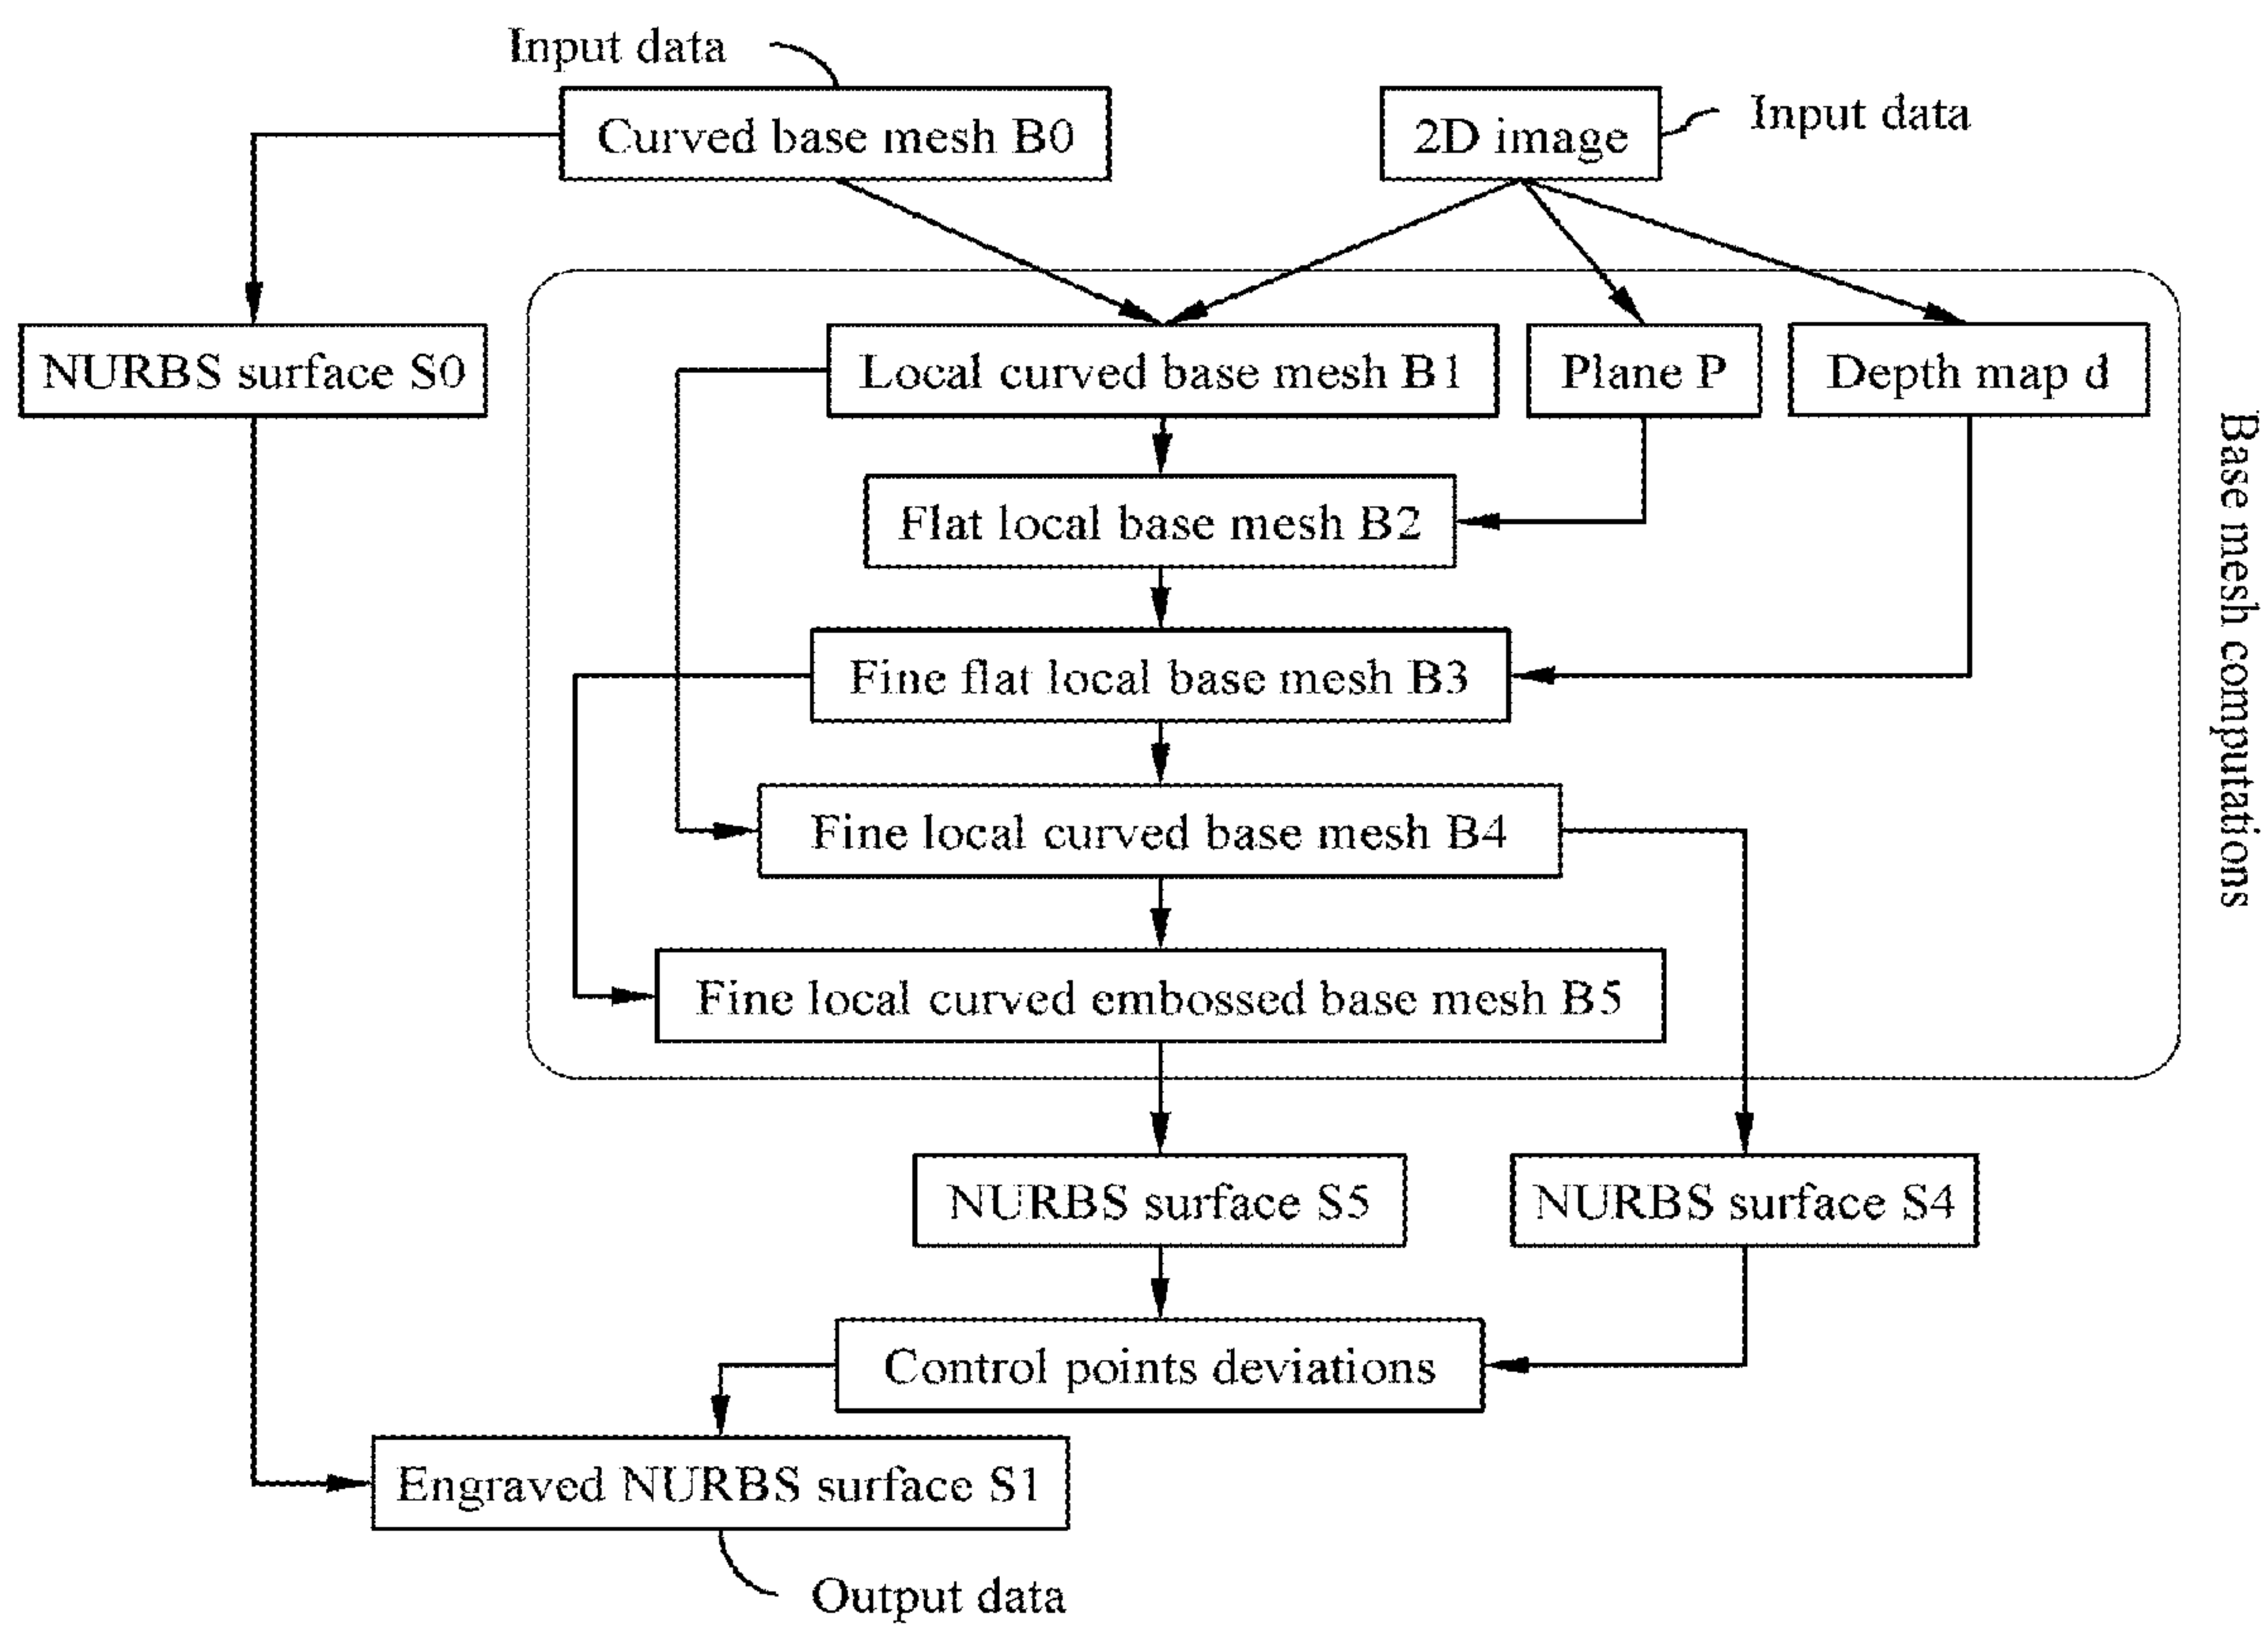 Input data
Curved base mesh B0
2D image
Input data
NURBS surface S0
Local curved base mesh B1
Plane P
Depth map d
Flat local base mesh B2
Fine flat local base mesh B3
Fine local curved base mesh B4
Fine local curved embossed base mesh B5
Base mesh computations
NURBS surface S5
NURBS surface S4
Control points deviations
Engraved NURBS surface S1
Output data